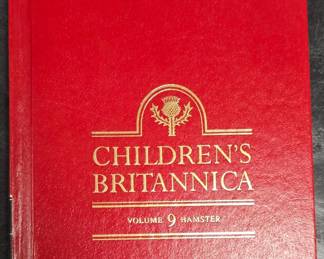 CHILDREN'S
BRITANNICA
VOLUME 9 HAMSTER